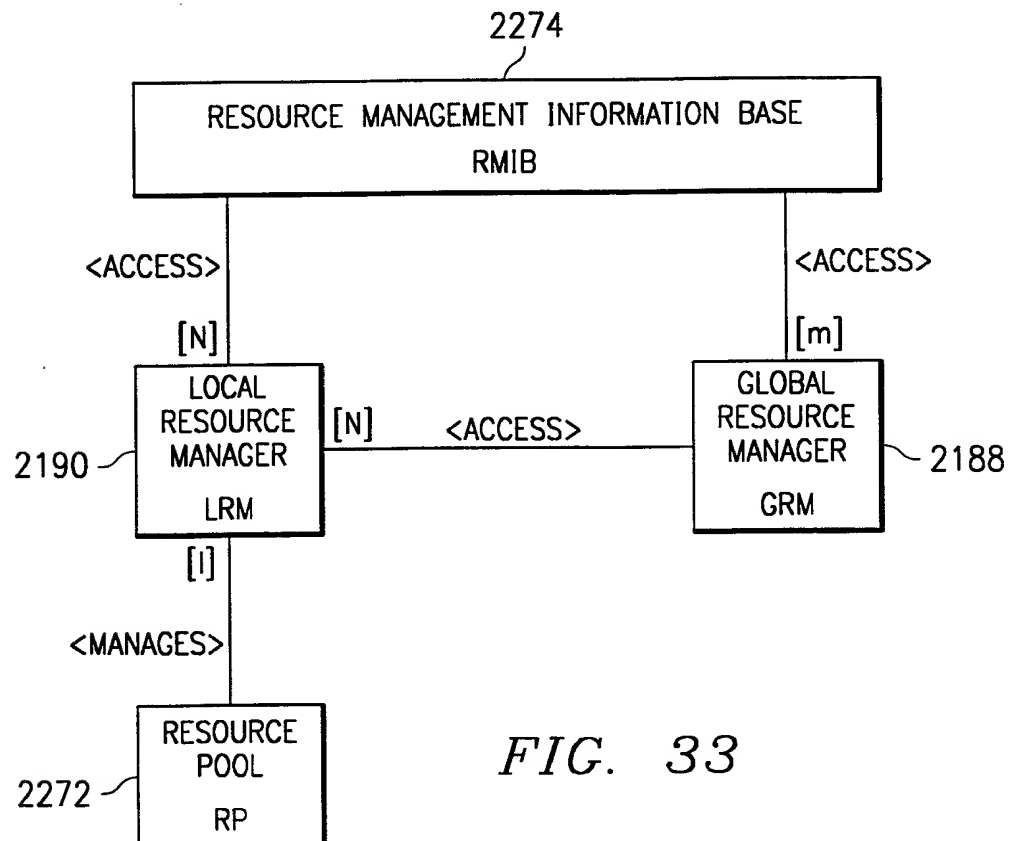 2274
RESOURCE MANAGEMENT INFORMATION BASE
RMIB
<ACCESS>
<ACCESS>
[N]
[m]
LOCAL
RESOURCE
MANAGER
LRM
[N]
<ACCESS>
GLOBAL
RESOURCE
MANAGER
GRM
2190
2188
[l]
<MANAGES>
RESOURCE
POOL
RP
2272
FIG. 33